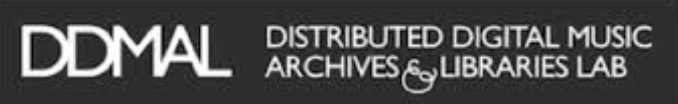 DDMAL
DISTRIBUTED DIGITAL MUSIC
ARCHIVES & LIBRARIES LAB